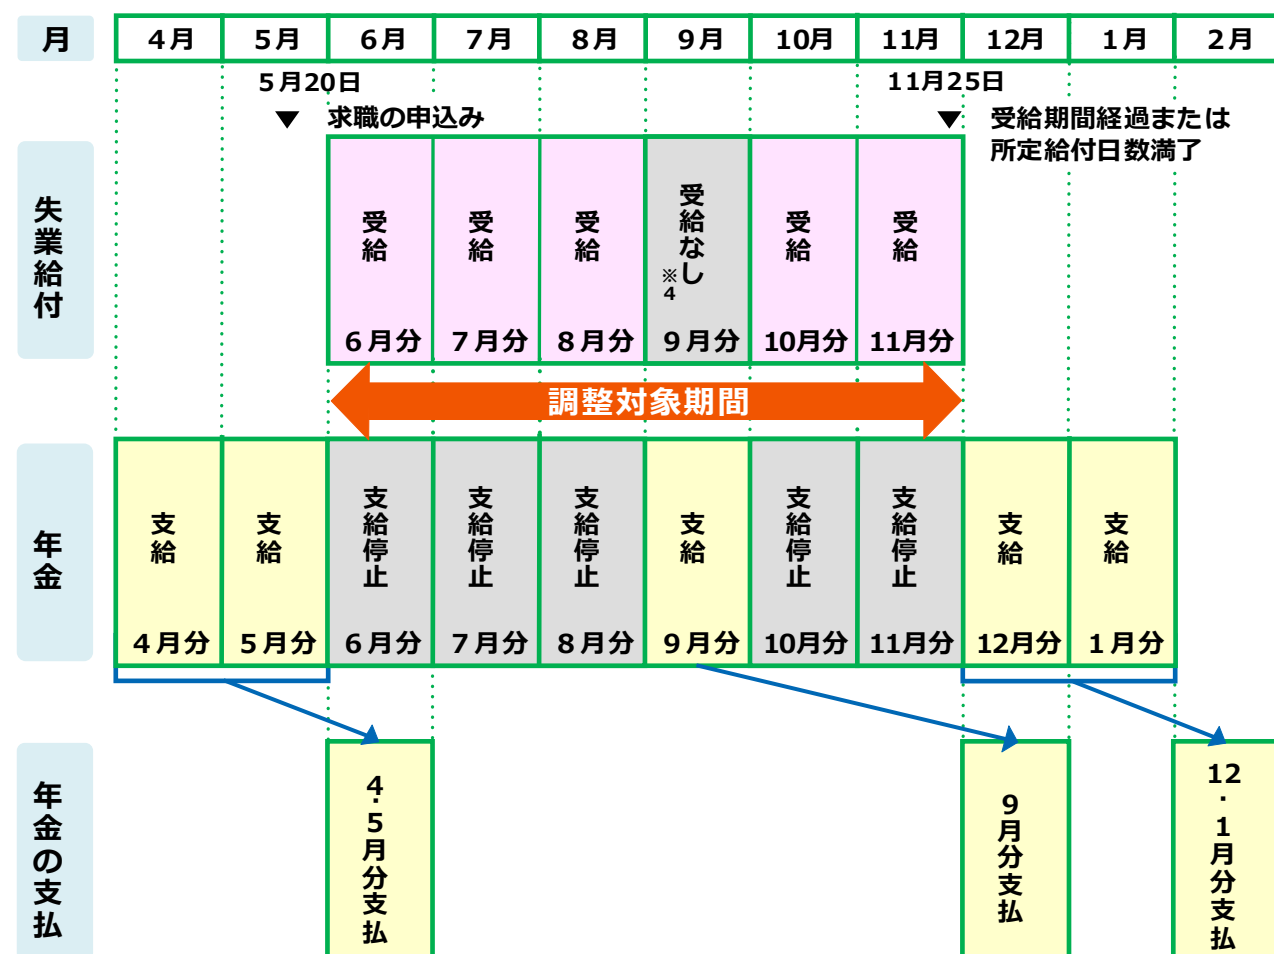 月
4月
5月
6月
7月
8月
9月
10月
11月
12月
1月
2月
5月20日
11月25日
▼
求職の申込み
▼
受給期間経過または
所定給付日数満了
失業給付
受給
6月分
受給
7月分
受給
8月分
受給なし
※4
9月分
受給
10月分
受給
11月分
調整対象期間
年金
支給
4月分
支給
5月分
支給停止
6月分
支給停止
7月分
支給停止
8月分
支給
9月分
支給停止
10月分
支給停止
11月分
支給
12月分
支給
1月分
年金の支払
4・5月分支払
9月分支払
12・1月分支払